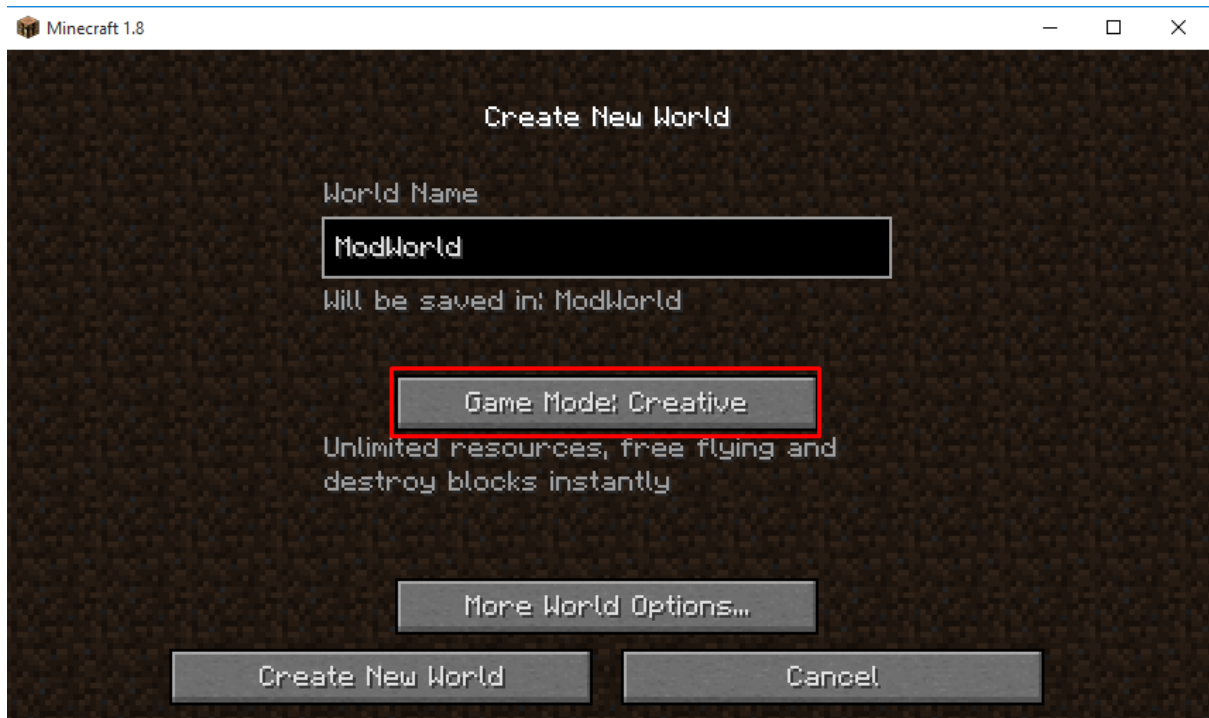 Minecraft 1.8
Create New World
World Name
ModWorld
Will be saved in: ModWorld
Game Mode: Creative
Unlimited resources, free flying and
destroy blocks instantly
More World Options...
Create New World
Cancel